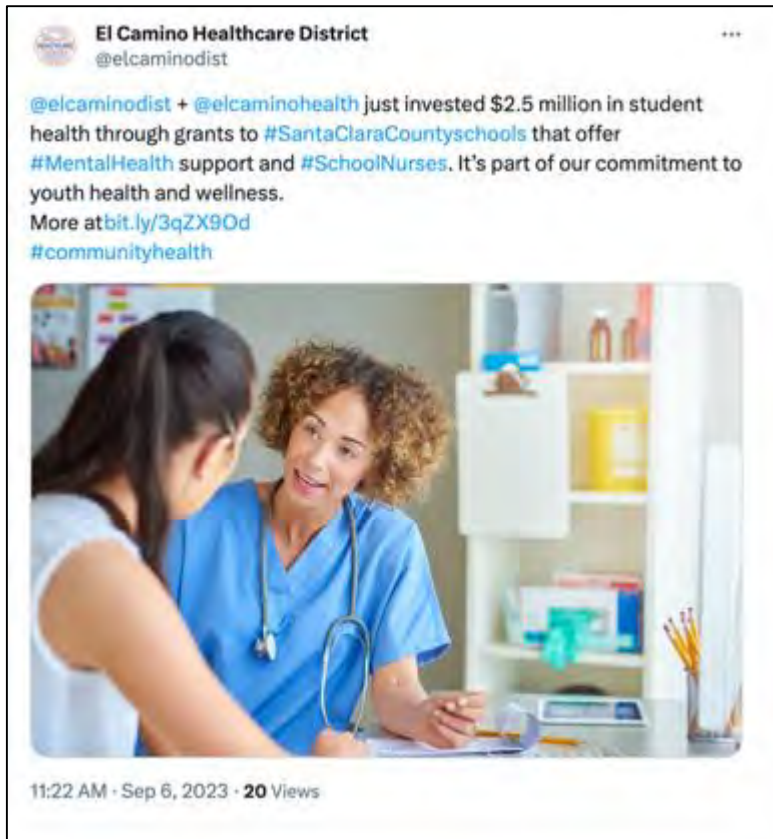 El Camino Healthcare District
@elcaminodist
@elcaminodist + @elcaminohealth just invested $2.5 million in student
health through grants to #SantaClaraCountyschools that offer
#MentalHealth support and #SchoolNurses. It's part of our commitment to
youth health and wellness.
More atbit.ly/3qZX9Od
#communityhealth
11:22 AM · Sep 6, 2023 · 20 Views